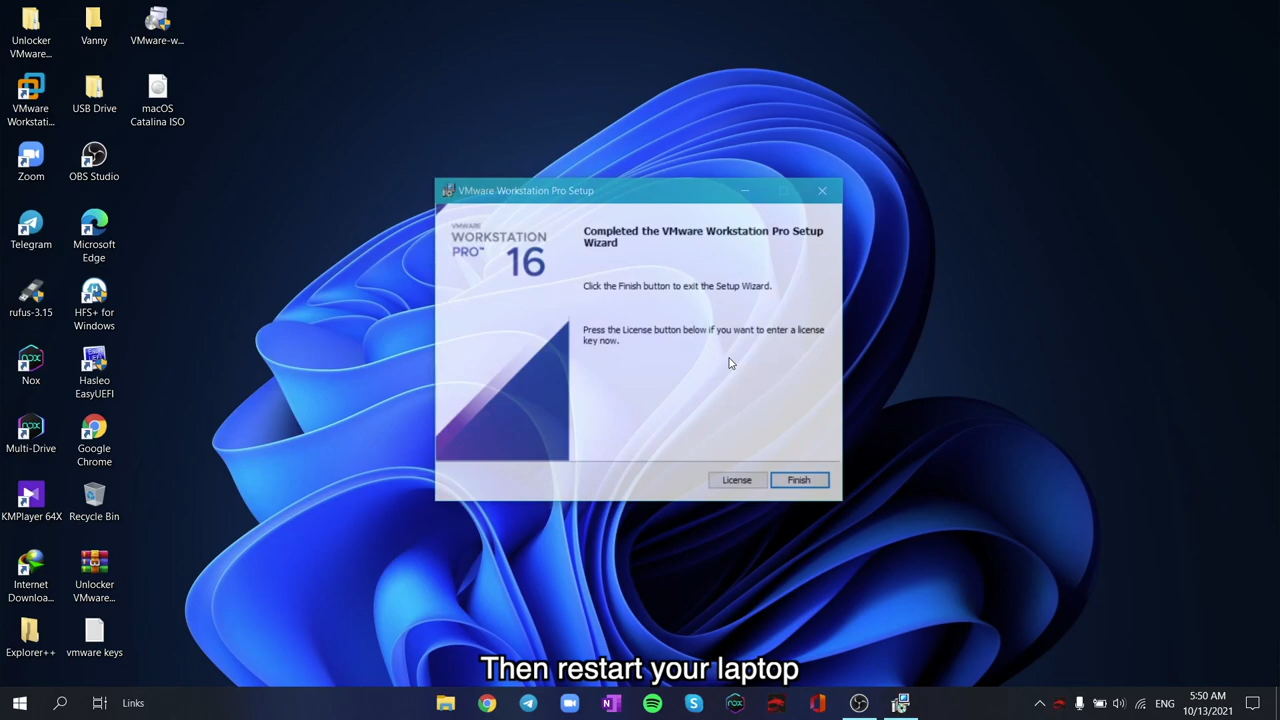 Unlocker
VMware...
Vanny
VMware-w...
VMware
Workstati...
USB Drive
macOS
Catalina ISO
Zoom
OBS Studio
Telegram
Microsoft
Edge
rufus-3.15
HFS+ for
Windows
Nox
Hasleo
EasyUEFI
Multi-Drive
Google
Chrome
KMPlayer 64X
Recycle Bin
Internet
Downloa...
Unlocker
VMware...
Explorer++
vmware keys
VMware Workstation Pro Setup
VMWARE
WORKSTATION
PRO™ 16
Completed the VMware Workstation Pro Setup
Wizard
Click the Finish button to exit the Setup Wizard.
Press the License button below if you want to enter a license
key now.
License
Finish
Then restart your laptop
Links
ENG
5:50 AM
10/13/2021